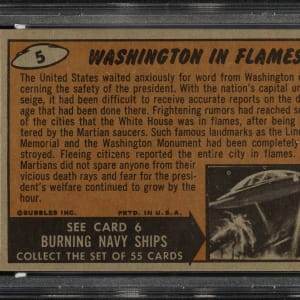 5
WASHINGTON IN FLAMES
The United States waited anxiously for word from Washington
cerning the safety of the president. With the nation's capital un
seige, it had been difficult to receive accurate reports on the d
age that had been done there. Frightening rumors had reached s
of the cities that the White House was in flames, after being
tered by the Martian saucers. Such famous landmarks as the Lin
Memorial and the Washington Monument had been completely
stroyed. Fleeing citizens reported the entire city in flames.
Martians did not spare anyone from their
vicious death rays and fear for the president's
welfare continued to grow by the
hour.
©BUBBLES INC. PRTD. IN U.S.A.
SEE CARD 6
BURNING NAVY SHIPS
COLLECT THE SET OF 55 CARDS